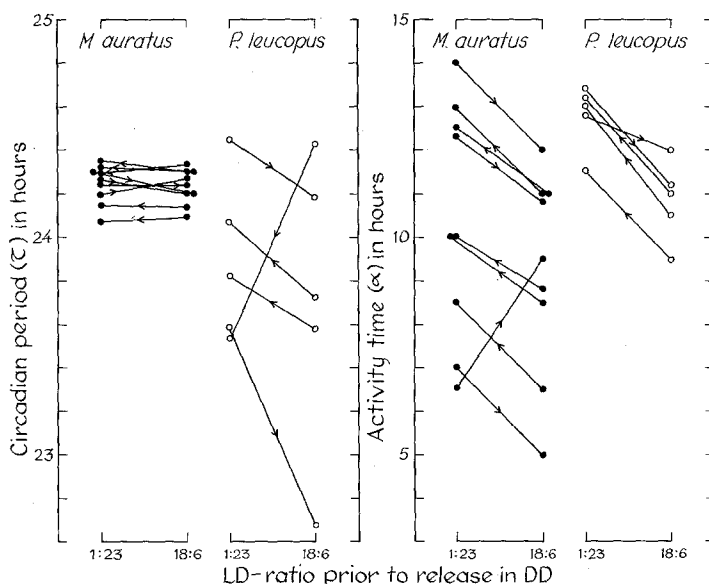 M. auratus
P. leucopus
25
24
23
Circadian period (τ) in hours
1:23
18:6
1:23
18:6
M. auratus
P. leucopus
15
10
5
Activity time (α) in hours
1:23
18:6
1:23
18:6
LD-ratio prior to release in DD